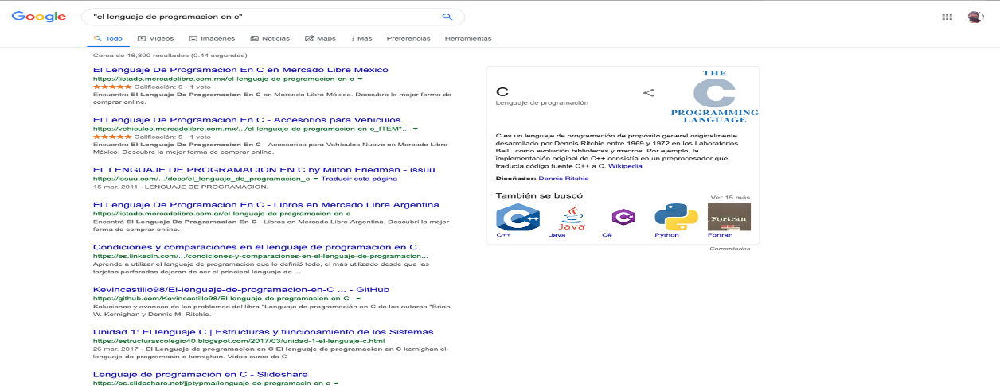 Google
"el lenguaje de programacion en c"
Todo Vídeos Imágenes Noticias Maps Más Preferencias Herramientas
Cerca de 16,800 resultados (0.44 segundos)
El Lenguaje De Programacion En C en Mercado Libre México
https://listado.mercadolibre.com.mx/el-lenguaje-de-programacion-en-c
Calificación: 5 - 1 voto
Encuentra El Lenguaje De Programacion En C en Mercado Libre México. Descubre la mejor forma de
comprar online.
El Lenguaje De Programacion En C - Accesorios para Vehículos ...
https://vehiculos.mercadolibre.com.mx/.../el-lenguaje-de-programacion-en-c_ITEM*...
Calificación: 5 - 1 voto
Encuentra El Lenguaje De Programacion En C - Accesorios para Vehículos Nuevo en Mercado Libre
México. Descubre la mejor forma de comprar online.
EL LENGUAJE DE PROGRAMACION EN C by Milton Friedman - issuu
https://issuu.com/.../docs/el_lenguaje_de_programacion_c Traducir esta página
15 mar. 2011 - LENGUAJE DE PROGRAMACION.
El Lenguaje De Programacion En C - Libros en Mercado Libre Argentina
https://listado.mercadolibre.com.ar/el-lenguaje-de-programacion-en-c
Encontrá El Lenguaje De Programacion En C - Libros en Mercado Libre Argentina. Descubrí la mejor
forma de comprar online.
Condiciones y comparaciones en el lenguaje de programación en C
https://es.linkedin.com/.../condiciones-y-comparaciones-en-el-lenguaje-de-programacion...
Aprende a utilizar el lenguaje de programación que lo definió todo, el más utilizado desde que las
tarjetas perforadas dejaron de ser el principal lenguaje de ...
Kevincastillo98/El-lenguaje-de-programacion-en-C ... - GitHub
https://github.com/Kevincastillo98/El-lenguaje-de-programacion-en-C-
Soluciones y avances de los problemas del libro "Lenguaje de programación en C de los autores "Brian
W. Kernighan y Dennis M. Ritchie.
Unidad 1: El lenguaje C | Estructuras y funcionamiento de los Sistemas
https://estructurascolegio40.blogspot.com/2017/03/unidad-1-el-lenguaje-c.html
26 mar. 2017 - El Lenguaje de programacion en C El lenguaje de programacion en C kernighan el-
lenguaje-de-programacin-c-kernighan. Video curso de C
Lenguaje de programación en C - Slideshare
https://es.slideshare.net/jjptypma/lenguaje-de-programacin-en-c
C
Lenguaje de programación
THE
C
PROGRAMMING
LANGUAGE
C es un lenguaje de programación de propósito general originalmente
desarrollado por Dennis Ritchie entre 1969 y 1972 en los Laboratorios
Bell, como evolución bibliotecas y macros. Por ejemplo, la
implementación original de C++ consistía en un preprocesador que
traducía código fuente C++ a C. Wikipedia
Diseñador: Dennis Ritchie
También se buscó Ver 15 más
C++ Java C# Fortran
C++ Java C# Python Fortran
Comentarios